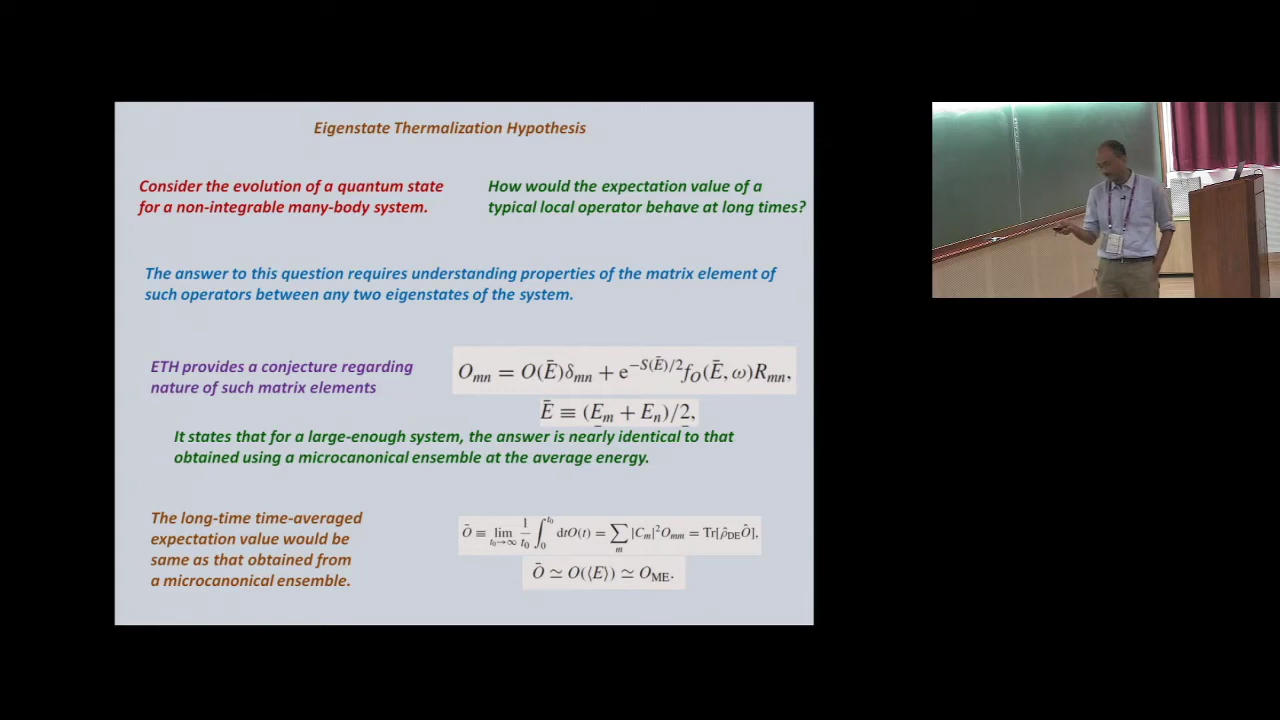 Eigenstate Thermalization Hypothesis
Consider the evolution of a quantum state
for a non-integrable many-body system.
How would the expectation value of a
typical local operator behave at long times?
The answer to this question requires understanding properties of the matrix element of
such operators between any two eigenstates of the system.
ETH provides a conjecture regarding
nature of such matrix elements
O_{mn} = O(Ē)δ_{mn} + e^{−S(Ē)/2} f_O(Ē, ω)R_{mn},
Ē ≡ (E_m + E_n)/2,
It states that for a large-enough system, the answer is nearly identical to that
obtained using a microcanonical ensemble at the average energy.
The long-time time-averaged
expectation value would be
same as that obtained from
a microcanonical ensemble.
Ō ≡ lim_{t_0→∞} 1/t_0 ∫_0^{t_0} dtO(t) = ∑_m |C_m|^2 O_{mm} = Tr[ρ̂_{DE}Ô],
Ō ≃ O(⟨E⟩) ≃ O_{ME}.